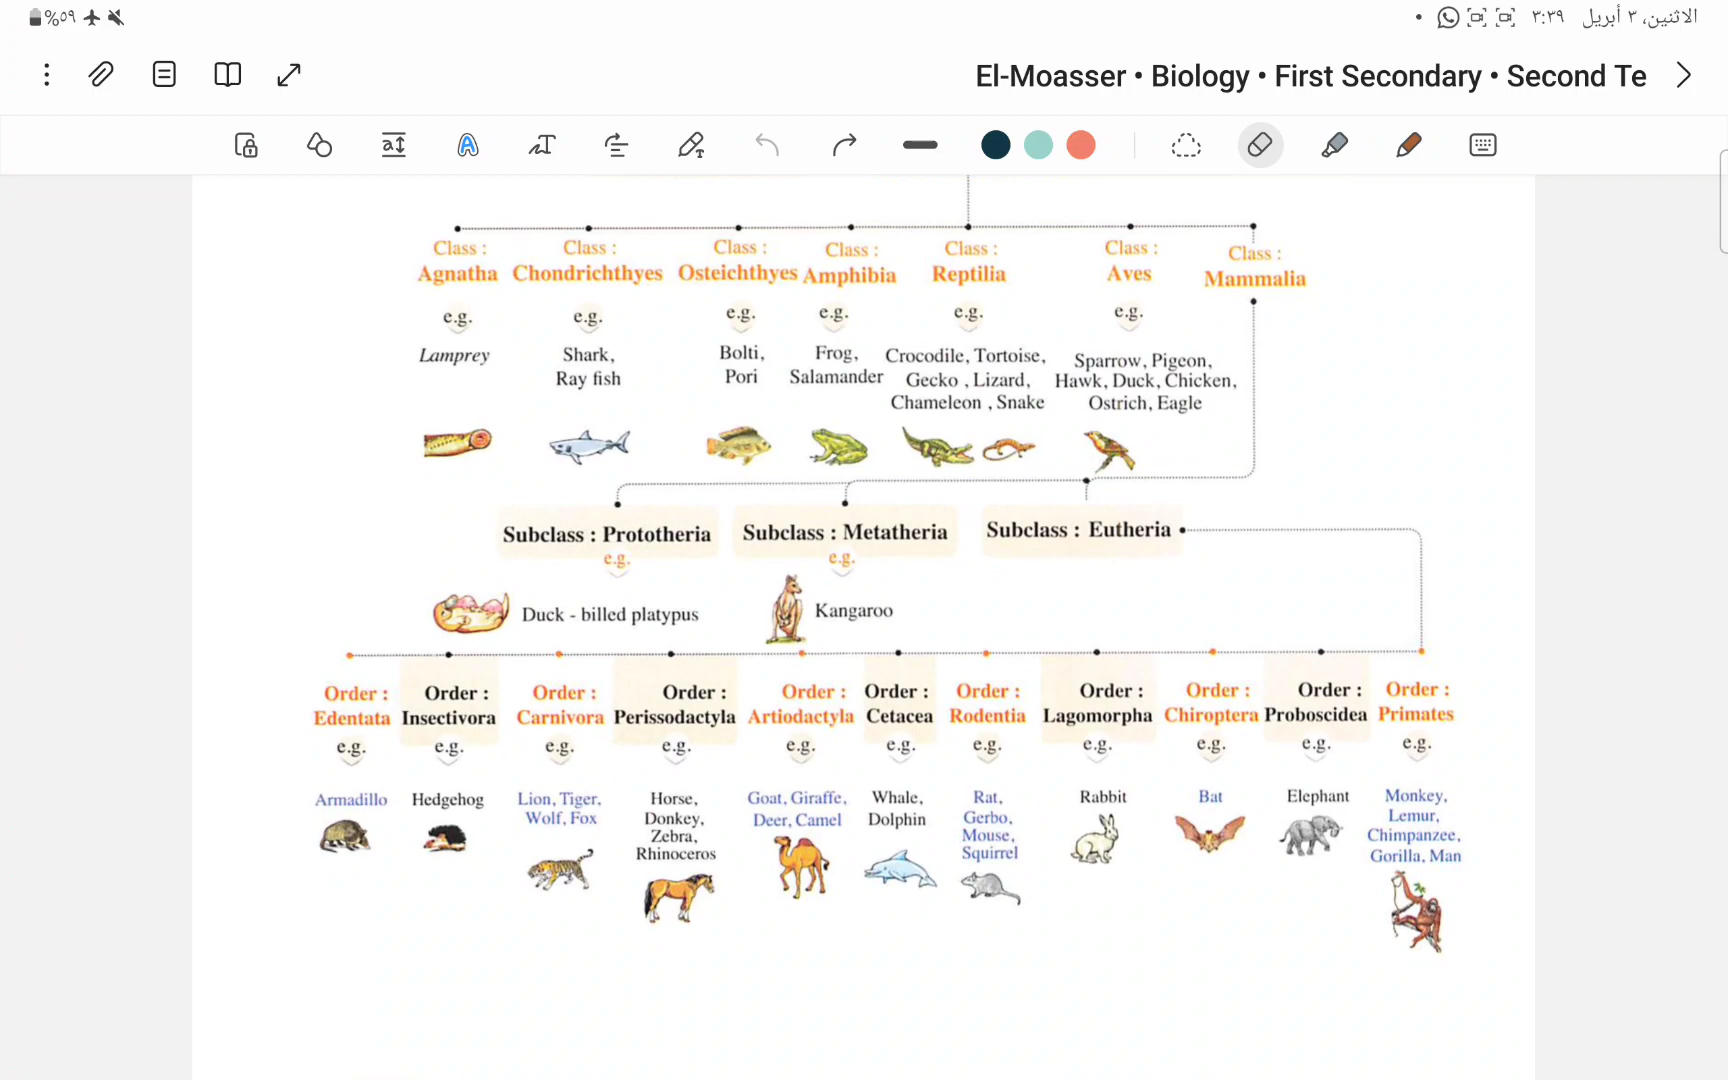 %٥٩
الاثنين، ٣ أبريل ٣:٣٩
El-Moasser • Biology • First Secondary • Second Te
Class : Agnatha
e.g.
Lamprey
Class : Chondrichthyes
e.g.
Shark,
Ray fish
Class : Osteichthyes
e.g.
Bolti,
Pori
Class : Amphibia
e.g.
Frog,
Salamander
Class : Reptilia
e.g.
Crocodile, Tortoise,
Gecko , Lizard,
Chameleon , Snake
Class : Aves
e.g.
Sparrow, Pigeon,
Hawk, Duck, Chicken,
Ostrich, Eagle
Class : Mammalia
Subclass : Prototheria
e.g.
Duck - billed platypus
Subclass : Metatheria
e.g.
Kangaroo
Subclass : Eutheria
Order :
Edentata
e.g.
Armadillo
Order :
Insectivora
e.g.
Hedgehog
Order :
Carnivora
e.g.
Lion, Tiger,
Wolf, Fox
Order :
Perissodactyla
e.g.
Horse,
Donkey,
Zebra,
Rhinoceros
Order :
Artiodactyla
e.g.
Goat, Giraffe,
Deer, Camel
Order :
Cetacea
e.g.
Whale,
Dolphin
Order :
Rodentia
e.g.
Rat,
Gerbo,
Mouse,
Squirrel
Order :
Lagomorpha
e.g.
Rabbit
Order :
Chiroptera
e.g.
Bat
Order :
Proboscidea
e.g.
Elephant
Order :
Primates
e.g.
Monkey,
Lemur,
Chimpanzee,
Gorilla, Man